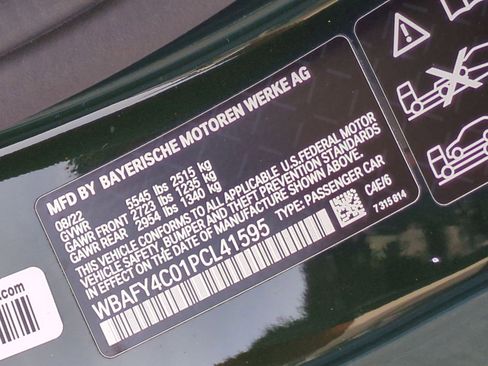 MFD BY BAYERISCHE MOTOREN WERKE AG
08/22
GVWR 5545 lbs 2515 kg
GAWR FRONT 2723 lbs 1235 kg
GAWR REAR 2954 lbs 1340 kg
THIS VEHICLE CONFORMS TO ALL APPLICABLE U.S. FEDERAL MOTOR
VEHICLE SAFETY, BUMPER AND THEFT PREVENTION STANDARDS
IN EFFECT ON THE DATE OF MANUFACTURE SHOWN ABOVE.
WBAFY4C01PCL41595 TYPE: PASSENGER CAR
C4E/6
7 315 814
s.com